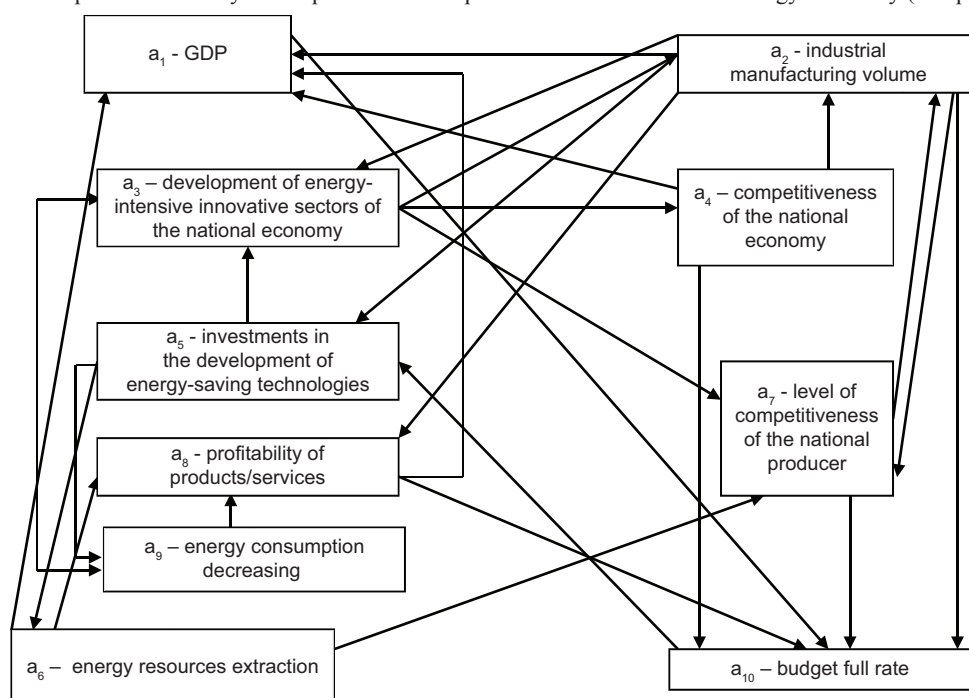 a₁ - GDP
a₂ - industrial
manufacturing volume
a₃ – development of energy-
intensive innovative sectors of
the national economy
a₄ – competitiveness
of the national
economy
a₅ - investments in
the development of
energy-saving technologies
a₇ - level of
competitiveness
of the national
producer
a₈ - profitability of
products/services
a₉ – energy consumption
decreasing
a₆ – energy resources extraction
a₁₀ – budget full rate